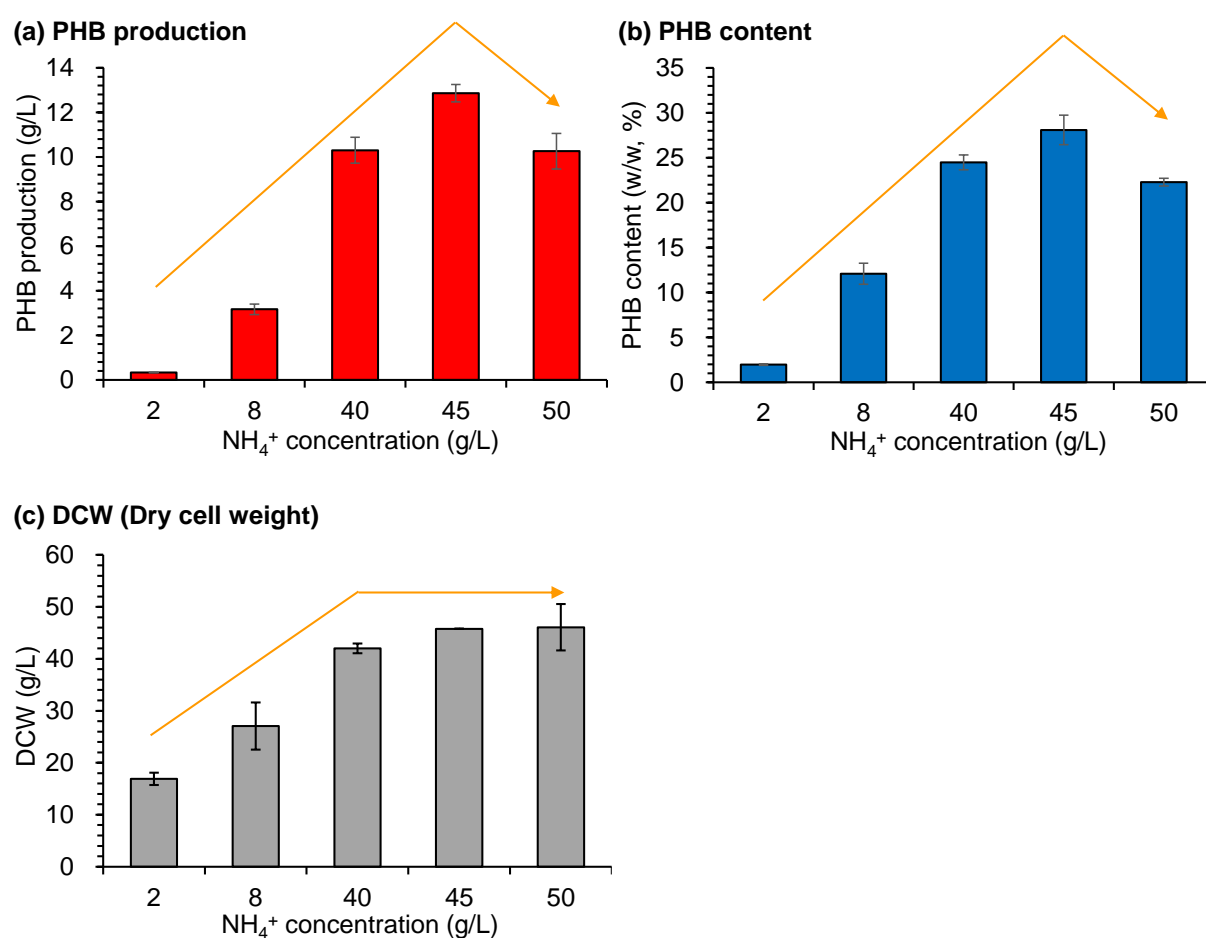 (a) PHB production
PHB production (g/L)
14
12
10
8
6
4
2
0
2 8 40 45 50
NH₄⁺ concentration (g/L)
(b) PHB content
PHB content (w/w, %)
35
30
25
20
15
10
5
0
2 8 40 45 50
NH₄⁺ concentration (g/L)
(c) DCW (Dry cell weight)
DCW (g/L)
60
50
40
30
20
10
0
2 8 40 45 50
NH₄⁺ concentration (g/L)